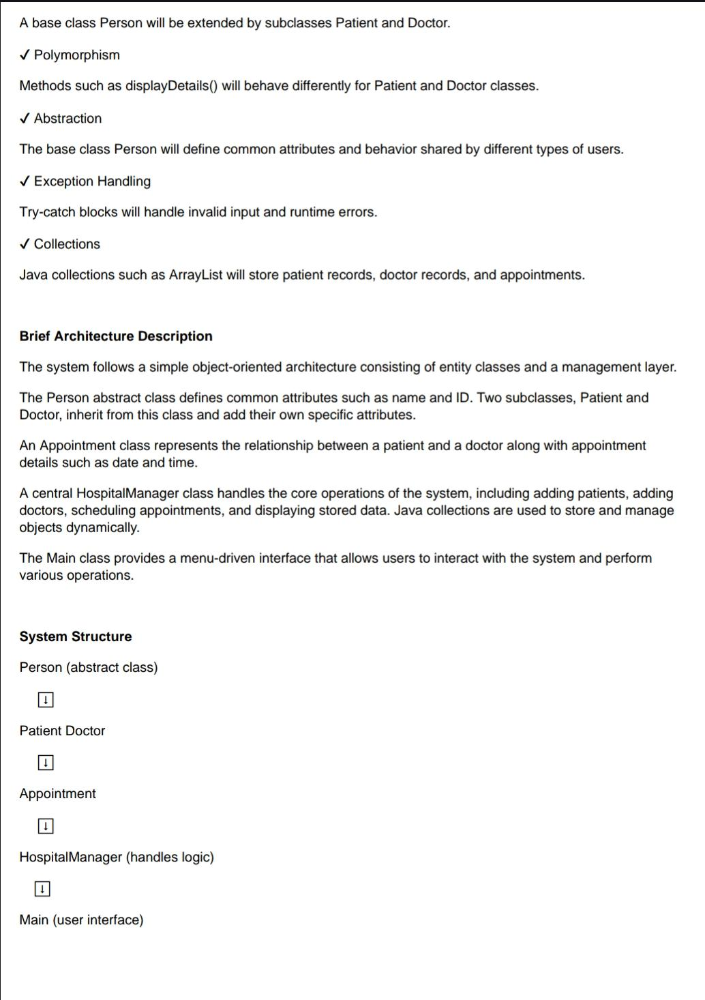 A base class Person will be extended by subclasses Patient and Doctor.
✓ Polymorphism
Methods such as displayDetails() will behave differently for Patient and Doctor classes.
✓ Abstraction
The base class Person will define common attributes and behavior shared by different types of users.
✓ Exception Handling
Try-catch blocks will handle invalid input and runtime errors.
✓ Collections
Java collections such as ArrayList will store patient records, doctor records, and appointments.
Brief Architecture Description
The system follows a simple object-oriented architecture consisting of entity classes and a management layer.
The Person abstract class defines common attributes such as name and ID. Two subclasses, Patient and
Doctor, inherit from this class and add their own specific attributes.
An Appointment class represents the relationship between a patient and a doctor along with appointment
details such as date and time.
A central HospitalManager class handles the core operations of the system, including adding patients, adding
doctors, scheduling appointments, and displaying stored data. Java collections are used to store and manage
objects dynamically.
The Main class provides a menu-driven interface that allows users to interact with the system and perform
various operations.
System Structure
Person (abstract class)
↓
Patient Doctor
↓
Appointment
↓
HospitalManager (handles logic)
↓
Main (user interface)